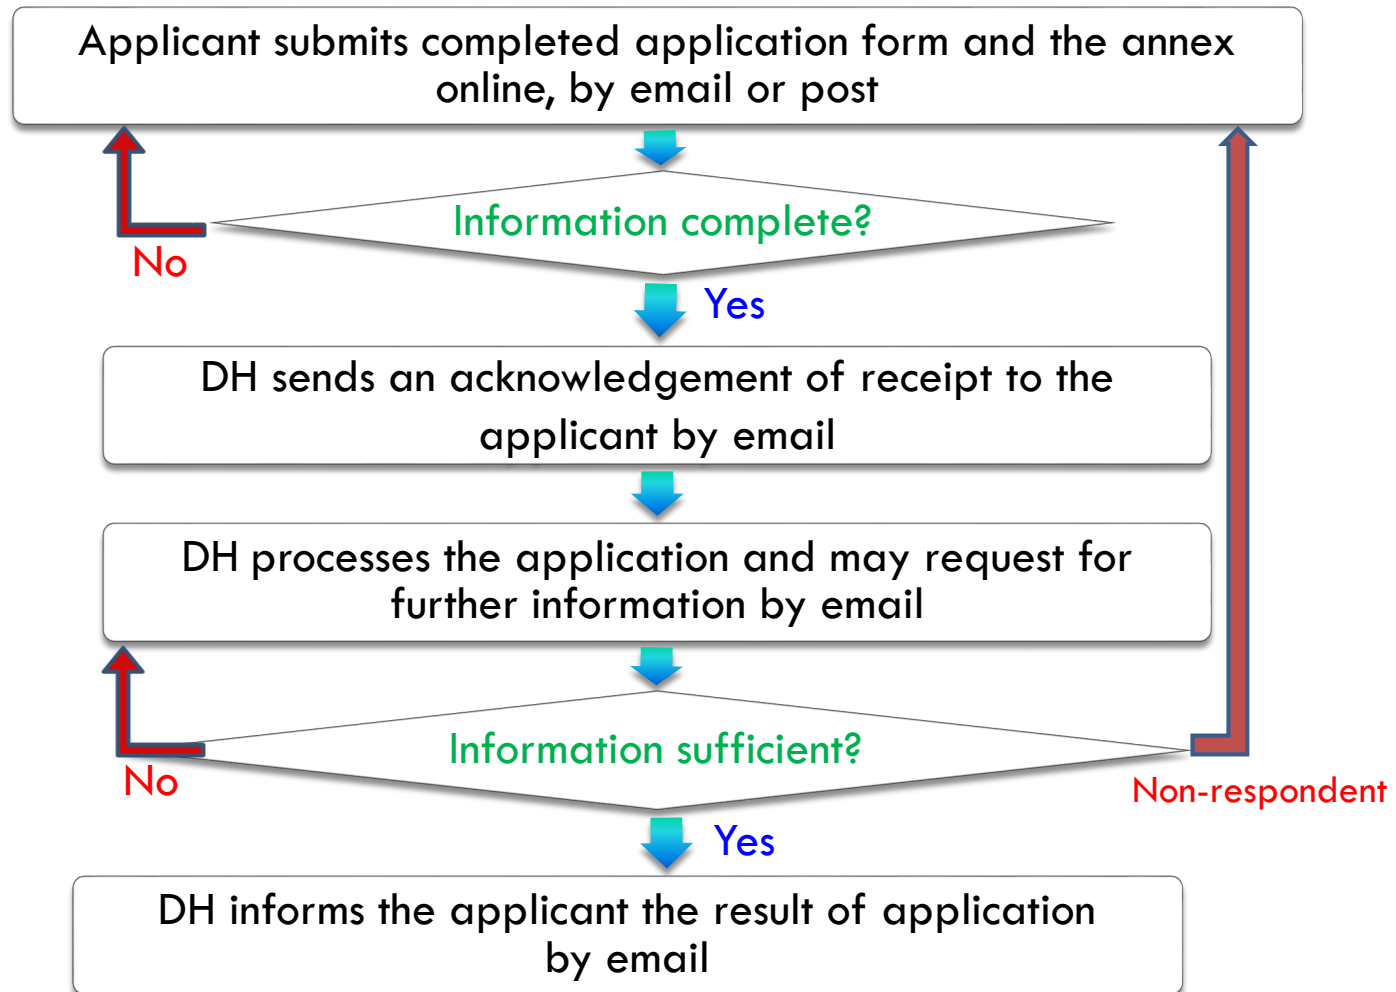 Applicant submits completed application form and the annex
online, by email or post
Information complete?
No
Yes
DH sends an acknowledgement of receipt to the
applicant by email
DH processes the application and may request for
further information by email
Information sufficient?
No
Non-respondent
Yes
DH informs the applicant the result of application
by email